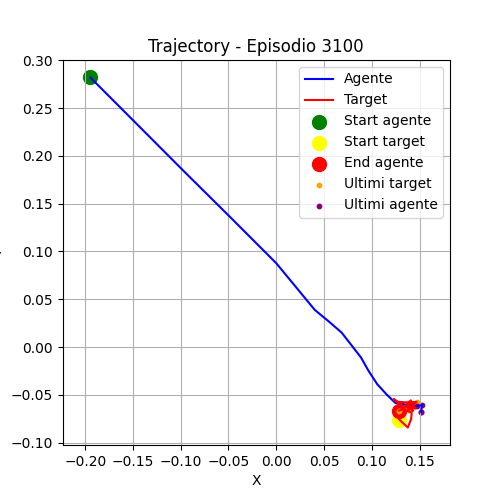 Trajectory - Episodio 3100
0.30
0.25
0.20
0.15
0.10
0.05
0.00
−0.05
−0.10
Agente
Target
Start agente
Start target
End agente
Ultimi target
Ultimi agente
−0.20 −0.15 −0.10 −0.05 0.00 0.05 0.10 0.15
X